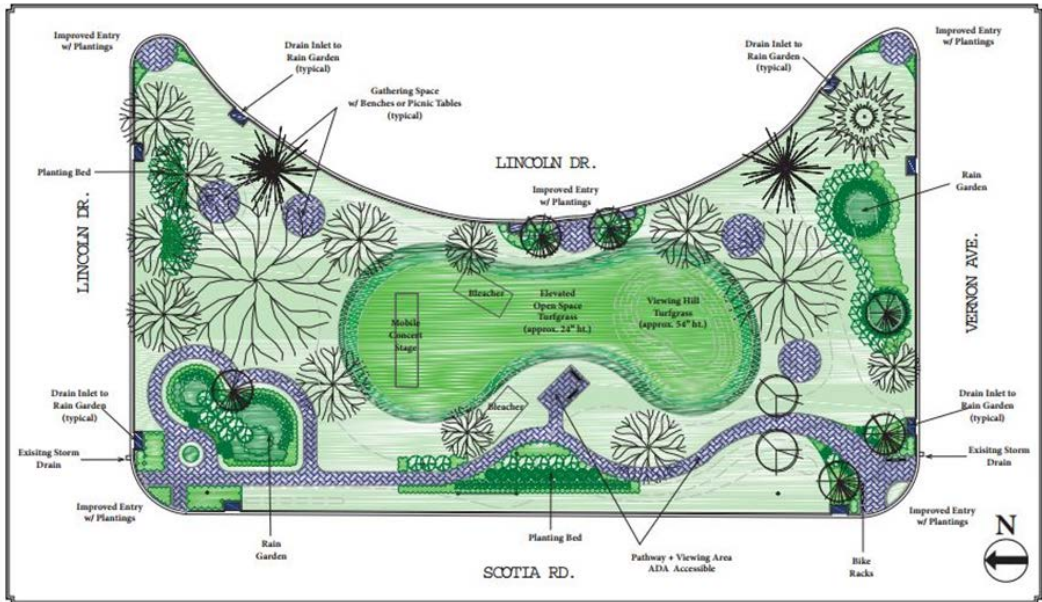 Improved Entry
w/ Plantings
Drain Inlet to
Rain Garden
(typical)
Gathering Space
w/ Benches or Picnic Tables
(typical)
Drain Inlet to
Rain Garden
(typical)
Improved Entry
w/ Plantings
LINCOLN DR.
Planting Bed
Improved Entry
w/ Plantings
Rain
Garden
LINCOLN DR.
VERNON AVE.
Bleacher
Elevated
Open Space
Turfgrass
(approx. 24" ht.)
Viewing Hill
Turfgrass
(approx. 54" ht.)
Mobile
Concert
Stage
Drain Inlet to
Rain Garden
(typical)
Bleacher
Drain Inlet to
Rain Garden
(typical)
Exisitng Storm
Drain
Exisitng Storm
Drain
Improved Entry
w/ Plantings
Improved Entry
w/ Plantings
Rain
Garden
Planting Bed
Pathway + Viewing Area
ADA Accessible
Bike
Racks
N
SCOTIA RD.